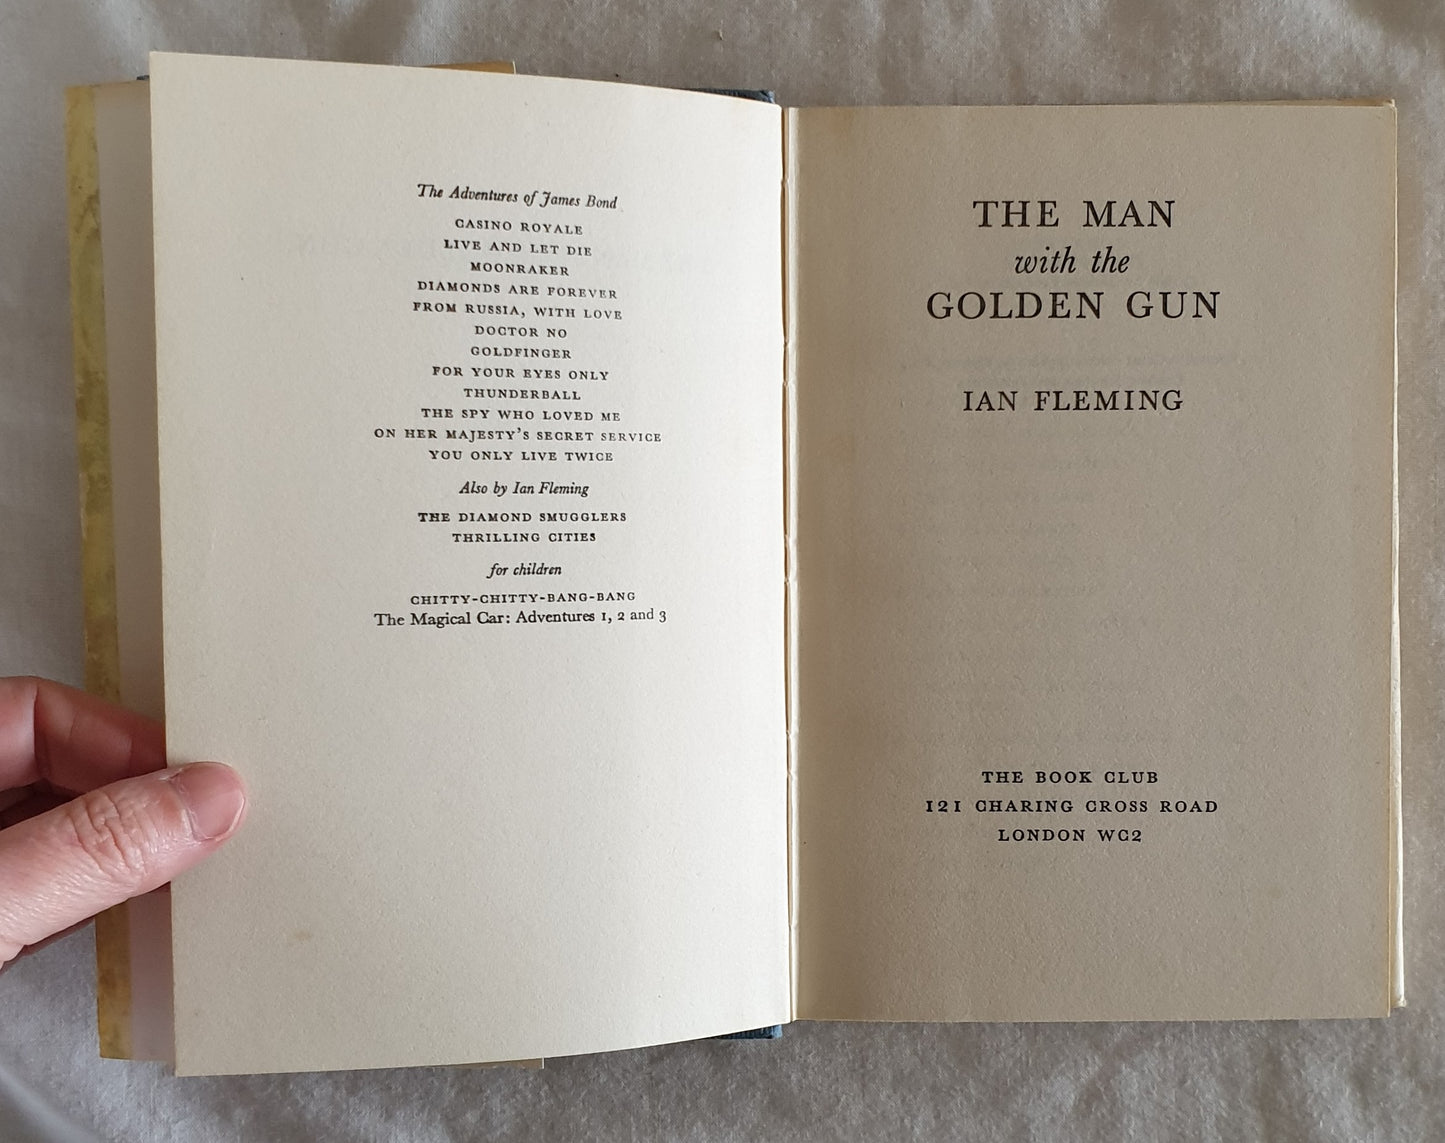 The Adventures of James Bond
CASINO ROYALE
LIVE AND LET DIE
MOONRAKER
DIAMONDS ARE FOREVER
FROM RUSSIA, WITH LOVE
DOCTOR NO
GOLDFINGER
FOR YOUR EYES ONLY
THUNDERBALL
THE SPY WHO LOVED ME
ON HER MAJESTY'S SECRET SERVICE
YOU ONLY LIVE TWICE
Also by Ian Fleming
THE DIAMOND SMUGGLERS
THRILLING CITIES
for children
CHITTY-CHITTY-BANG-BANG
The Magical Car: Adventures 1, 2 and 3
THE MAN
with the
GOLDEN GUN
IAN FLEMING
THE BOOK CLUB
121 CHARING CROSS ROAD
LONDON WC2